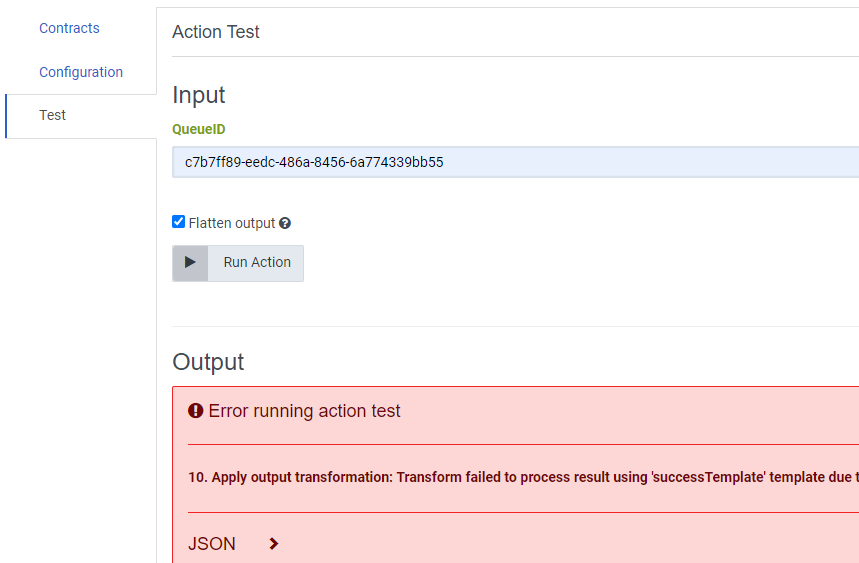 Contracts
Configuration
Test
Action Test
Input
QueueID
c7b7ff89-eedc-486a-8456-6a774339bb55
Flatten output
Run Action
Output
Error running action test
10. Apply output transformation: Transform failed to process result using 'successTemplate' template due t
JSON